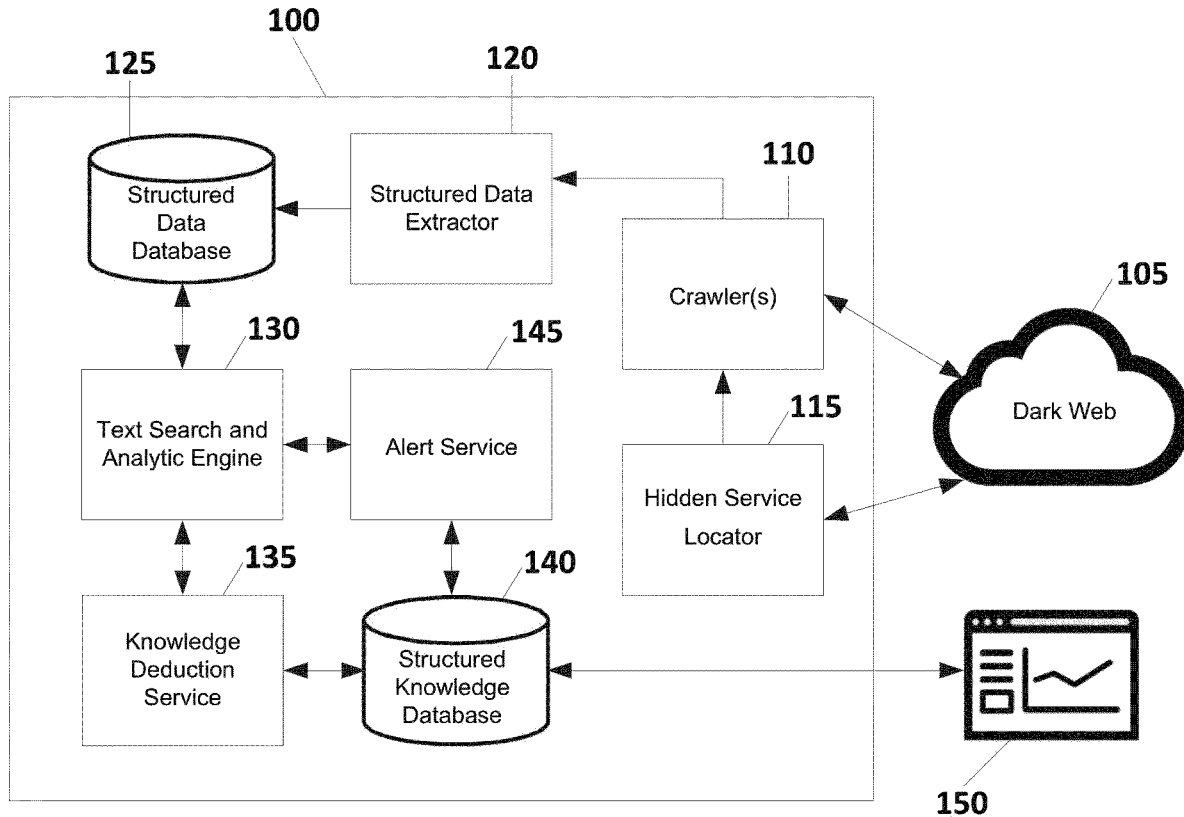 100
125
120
110
Structured
Data
Database
Structured Data
Extractor
Crawler(s)
105
Dark Web
130
145
115
Text Search and
Analytic Engine
Alert Service
Hidden Service
Locator
135
140
Knowledge
Deduction
Service
Structured
Knowledge
Database
150